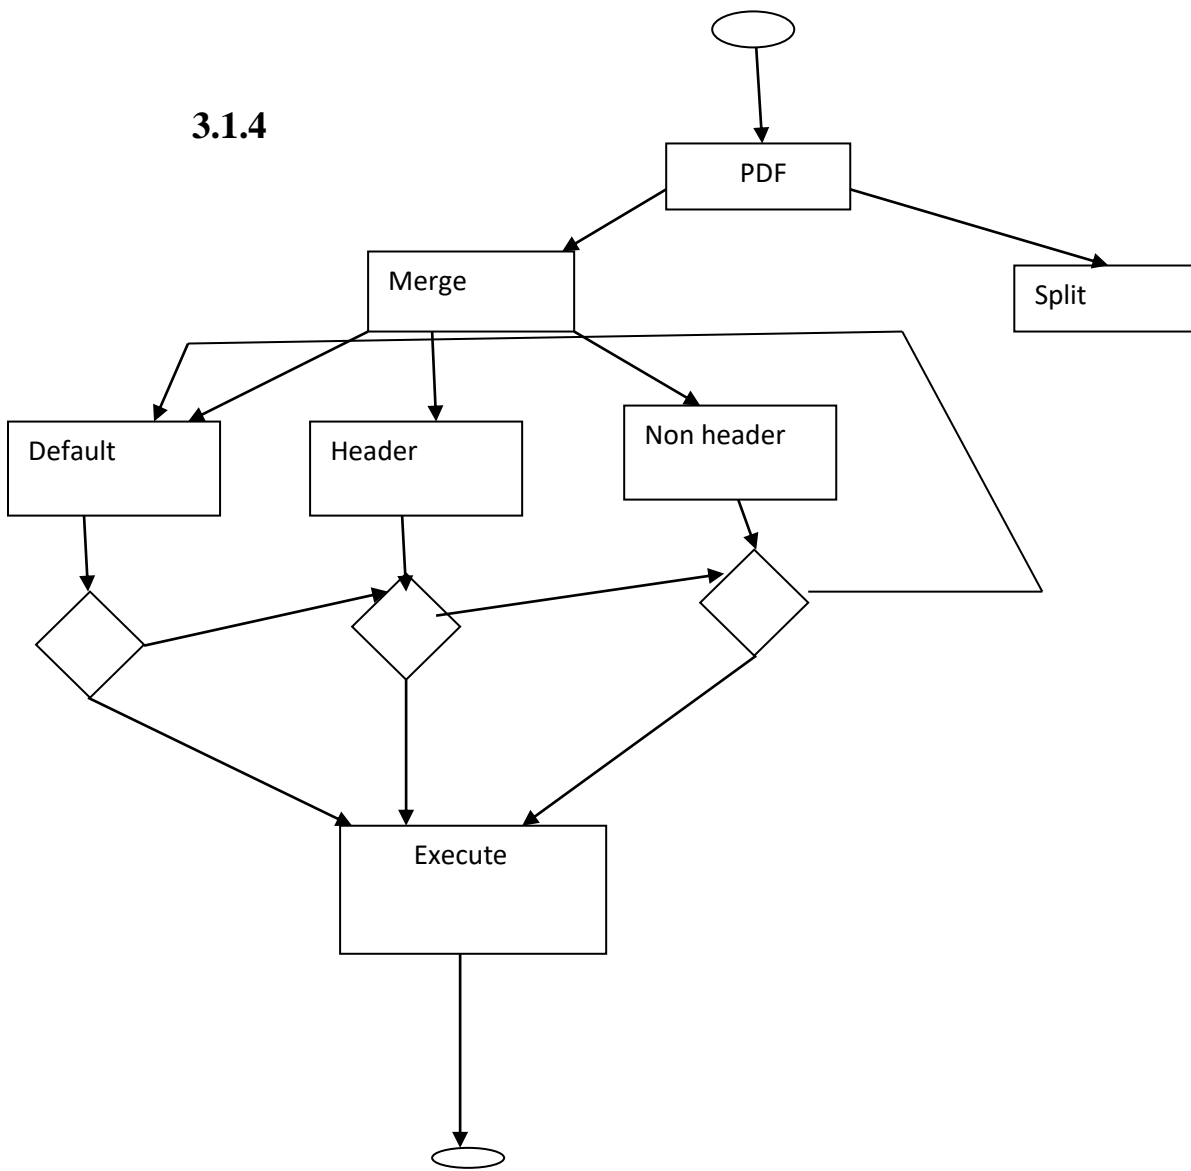 3.1.4
PDF
Merge
Split
Default
Header
Non header
Execute